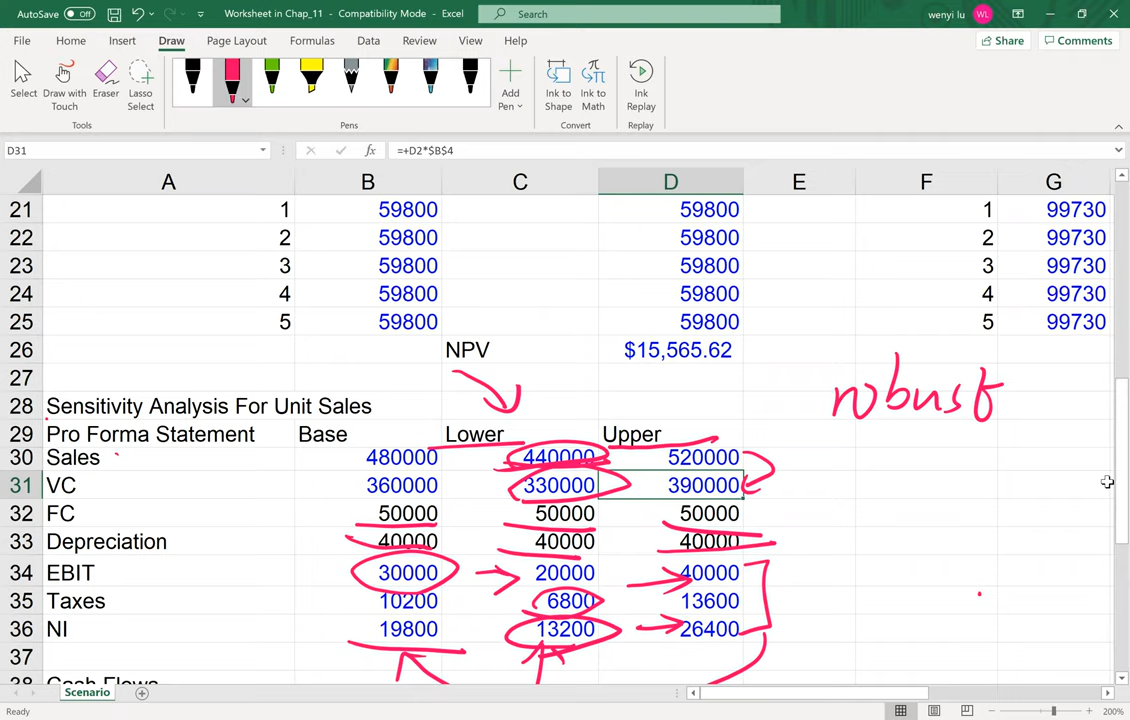 AutoSave Off Worksheet in Chap_11 - Compatibility Mode - Excel Search wenyi lu WL
File Home Insert Draw Page Layout Formulas Data Review View Help Share Comments
Select Draw with Touch Eraser Lasso Select Add Pen Ink to Shape Ink to Math Ink Replay
Tools Pens Convert Replay
D31 fx =+D2*$B$4
A B C D E F G
21 1 59800 59800 1 99730
22 2 59800 59800 2 99730
23 3 59800 59800 3 99730
24 4 59800 59800 4 99730
25 5 59800 59800 5 99730
26 NPV $15,565.62
27
robust
28 Sensitivity Analysis For Unit Sales
29 Pro Forma Statement Base Lower Upper
30 Sales 480000 440000 520000
31 VC 360000 330000 390000
32 FC 50000 50000 50000
33 Depreciation 40000 40000 40000
34 EBIT 30000 20000 40000
35 Taxes 10200 6800 13600
36 NI 19800 13200 26400
37
38 Cash Flows
Scenario
Ready 200%